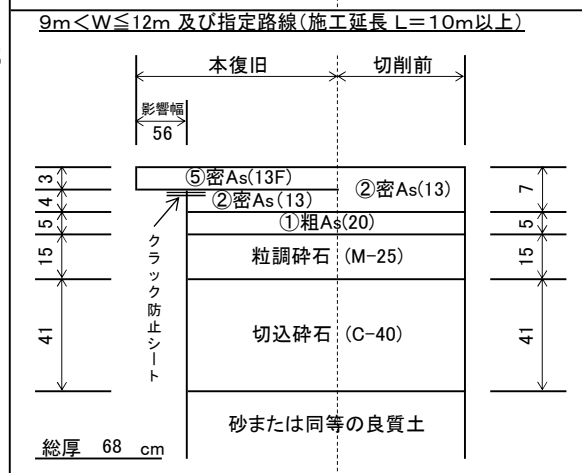 9m＜W≦12m 及び指定路線(施工延長 L=10m以上)
本復旧 切削前
影響幅
56
3 ⑤密As(13F)
4 ②密As(13) ②密As(13) 7
5 ①粗As(20) 5
15 粒調砕石 (M-25) 15
クラック防止シート
41 切込砕石 (C-40) 41
砂または同等の良質土
総厚 68 cm